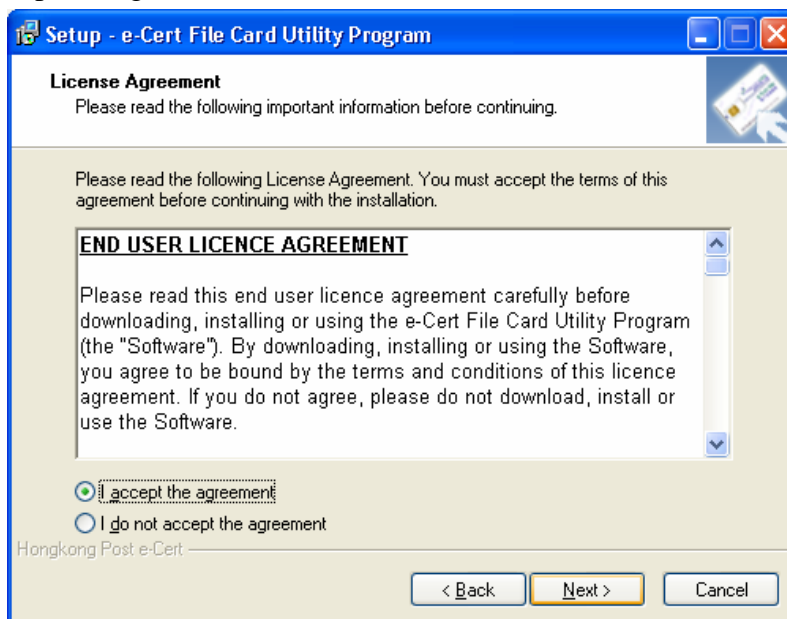 Setup - e-Cert File Card Utility Program
License Agreement
Please read the following important information before continuing.
Please read the following License Agreement. You must accept the terms of this
agreement before continuing with the installation.
END USER LICENCE AGREEMENT
Please read this end user licence agreement carefully before
downloading, installing or using the e-Cert File Card Utility Program
(the "Software"). By downloading, installing or using the Software,
you agree to be bound by the terms and conditions of this licence
agreement. If you do not agree, please do not download, install or
use the Software.
I accept the agreement
I do not accept the agreement
Hongkong Post e-Cert
< Back Next > Cancel